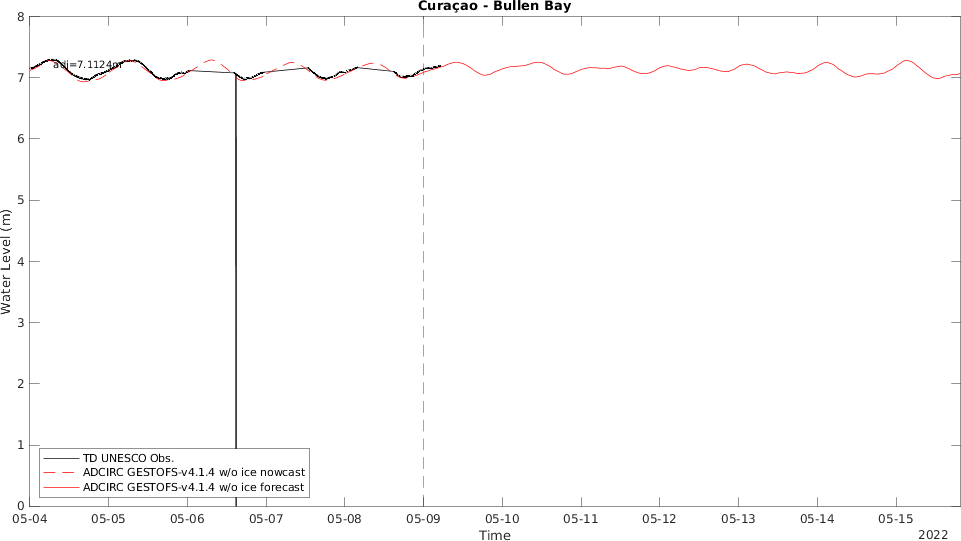 Curaçao - Bullen Bay
8
7
6
5
4
3
2
1
0
Water Level (m)
adj=7.1124m
TD UNESCO Obs.
ADCIRC GESTOFS-v4.1.4 w/o ice nowcast
ADCIRC GESTOFS-v4.1.4 w/o ice forecast
05-04 05-05 05-06 05-07 05-08 05-09 05-10 05-11 05-12 05-13 05-14 05-15
Time
2022